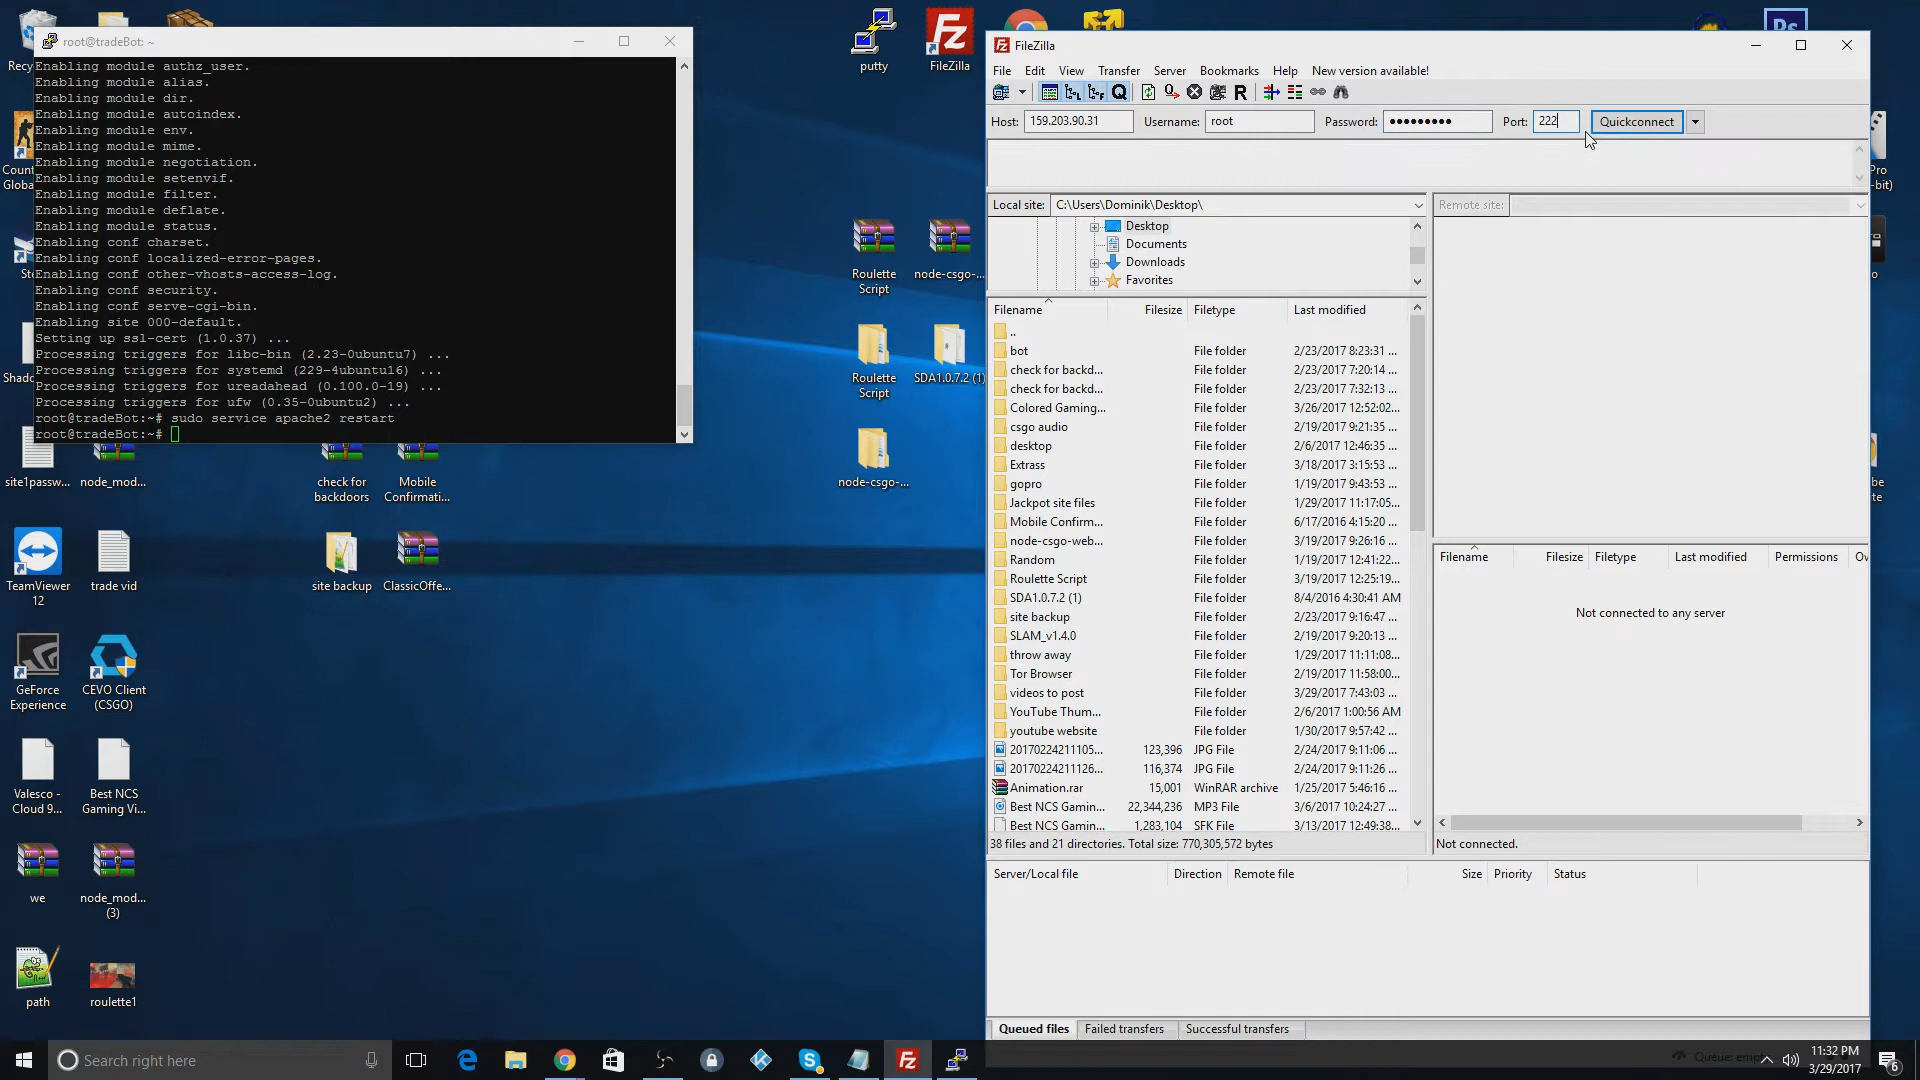 root@tradeBot: ~
Enabling module authz_user.
Enabling module alias.
Enabling module dir.
Enabling module autoindex.
Enabling module env.
Enabling module mime.
Enabling module negotiation.
Enabling module setenvif.
Enabling module filter.
Enabling module deflate.
Enabling module status.
Enabling conf charset.
Enabling conf localized-error-pages.
Enabling conf other-vhosts-access-log.
Enabling conf security.
Enabling conf serve-cgi-bin.
Enabling site 000-default.
Setting up ssl-cert (1.0.37) ...
Processing triggers for libc-bin (2.23-0ubuntu7) ...
Processing triggers for systemd (229-4ubuntu16) ...
Processing triggers for ureadahead (0.100.0-19) ...
Processing triggers for ufw (0.35-0ubuntu2) ...
root@tradeBot:~# sudo service apache2 restart
root@tradeBot:~#
putty
FileZilla
Roulette Script
node-csgo-...
Roulette Script
SDA1.0.7.2 (1)
node-csgo-...
site1passw...
node_mod...
check for backdoors
Mobile Confirmati...
TeamViewer 12
trade vid
site backup
ClassicOffe...
GeForce Experience
CEVO Client (CSGO)
Valesco - Cloud 9...
Best NCS Gaming Vi...
we
node_mod... (3)
path
roulette1
FileZilla
File Edit View Transfer Server Bookmarks Help New version available!
Host: 159.203.90.31 Username: root Password: ●●●●●●●●● Port: 222 Quickconnect
Local site: C:\Users\Dominik\Desktop\
Remote site:
Desktop
Documents
Downloads
Favorites
Filename Filesize Filetype Last modified
..
bot File folder 2/23/2017 8:23:31 ...
check for backd... File folder 2/23/2017 7:20:14 ...
check for backd... File folder 2/23/2017 7:32:13 ...
Colored Gaming... File folder 3/26/2017 12:52:02...
csgo audio File folder 2/19/2017 9:21:35 ...
desktop File folder 2/6/2017 12:46:35 ...
Extrass File folder 3/18/2017 3:15:53 ...
gopro File folder 1/19/2017 9:43:53 ...
Jackpot site files File folder 1/29/2017 11:17:05...
Mobile Confirm... File folder 6/17/2016 4:15:20 ...
node-csgo-web... File folder 3/19/2017 9:26:16 ...
Random File folder 1/19/2017 12:41:22...
Roulette Script File folder 3/19/2017 12:25:19...
SDA1.0.7.2 (1) File folder 8/4/2016 4:30:41 AM
site backup File folder 2/23/2017 9:16:47 ...
SLAM_v1.4.0 File folder 2/19/2017 9:20:13 ...
throw away File folder 1/29/2017 11:11:08...
Tor Browser File folder 2/19/2017 11:58:00...
videos to post File folder 3/29/2017 7:43:03 ...
YouTube Thum... File folder 2/6/2017 1:00:56 AM
youtube website File folder 1/30/2017 9:57:42 ...
20170224211105... 123,396 JPG File 2/24/2017 9:11:06 ...
20170224211126... 116,374 JPG File 2/24/2017 9:11:26 ...
Animation.rar 15,001 WinRAR archive 1/25/2017 5:46:16 ...
Best NCS Gamin... 22,344,236 MP3 File 3/6/2017 10:24:27 ...
Best NCS Gamin... 1,283,104 SFK File 3/13/2017 12:49:38...
38 files and 21 directories. Total size: 770,305,572 bytes
Filename Filesize Filetype Last modified Permissions Ow
Not connected to any server
Not connected.
Server/Local file Direction Remote file Size Priority Status
Queued files Failed transfers Successful transfers
Search right here
11:32 PM
3/29/2017
6